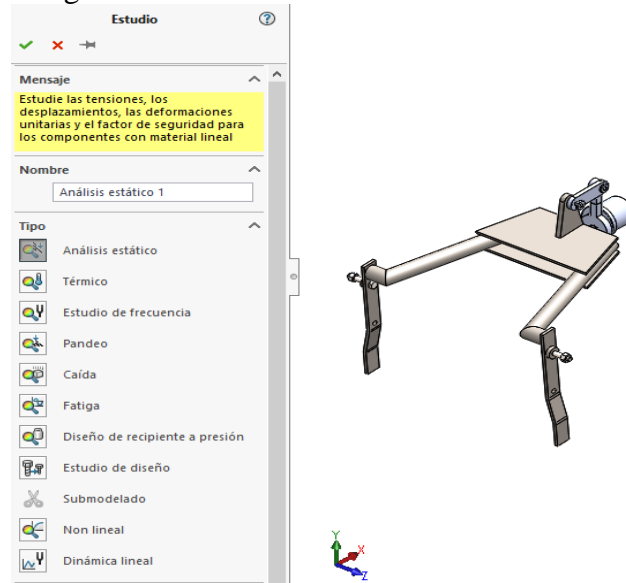 Estudio
Mensaje
Estudie las tensiones, los
desplazamientos, las deformaciones
unitarias y el factor de seguridad para
los componentes con material lineal
Nombre
Análisis estático 1
Tipo
Análisis estático
Térmico
Estudio de frecuencia
Pandeo
Caída
Fatiga
Diseño de recipiente a presión
Estudio de diseño
Submodelado
Non lineal
Dinámica lineal
Y
X
Z